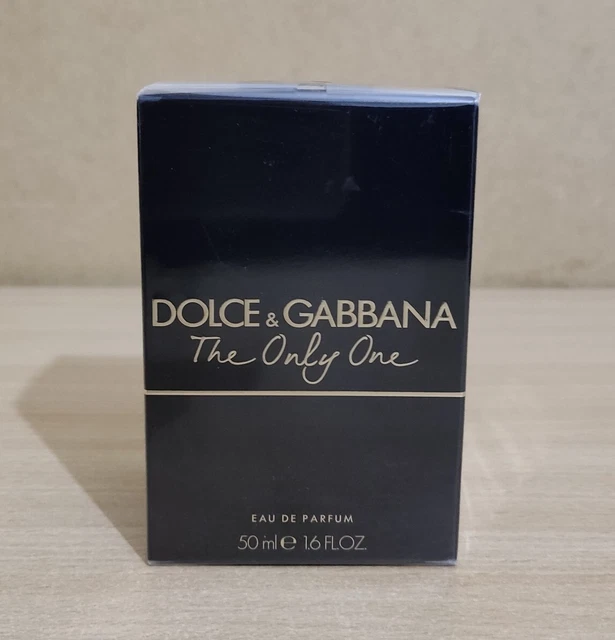 DOLCE & GABBANA
The Only One
EAU DE PARFUM
50 ml ℮ 1.6 FL.OZ.